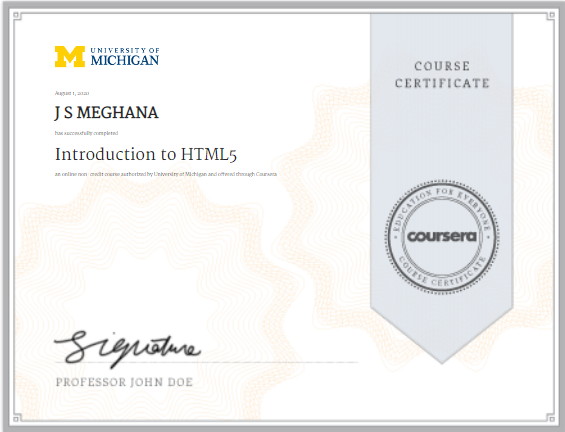 UNIVERSITY OF
MICHIGAN
August 1, 2020
J S MEGHANA
has successfully completed
Introduction to HTML5
an online non-credit course authorized by University of Michigan and offered through Coursera
COURSE
CERTIFICATE
EDUCATION FOR EVERYONE
coursera
COURSE CERTIFICATE
Signature
PROFESSOR JOHN DOE